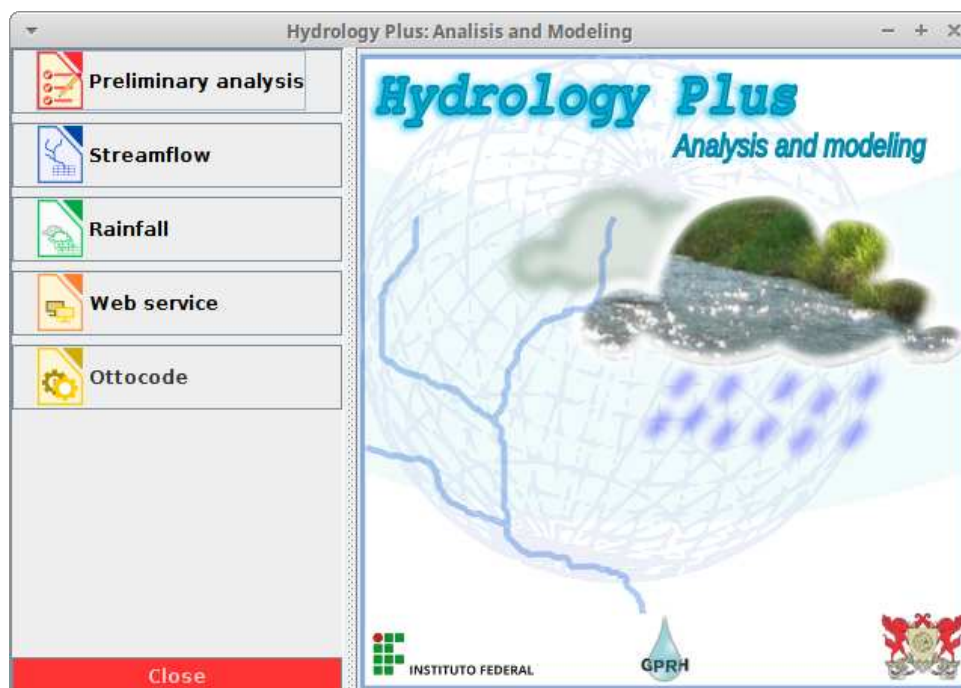 Hydrology Plus: Analisis and Modeling
Preliminary analysis
Streamflow
Rainfall
Web service
Ottocode
Close
Hydrology Plus
Analysis and modeling
INSTITUTO FEDERAL
GPRH